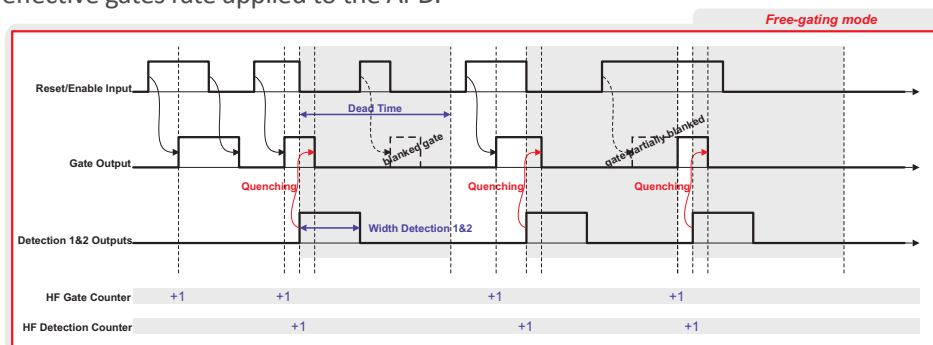 effective gates rate applied to the APD.
Free-gating mode
Reset/Enable Input
Dead Time
Gate Output
blanked gate
gate partially blanked
Quenching
Quenching
Quenching
Detection 1&2 Outputs
Width Detection 1&2
HF Gate Counter +1 +1 +1 +1
HF Detection Counter +1 +1 +1